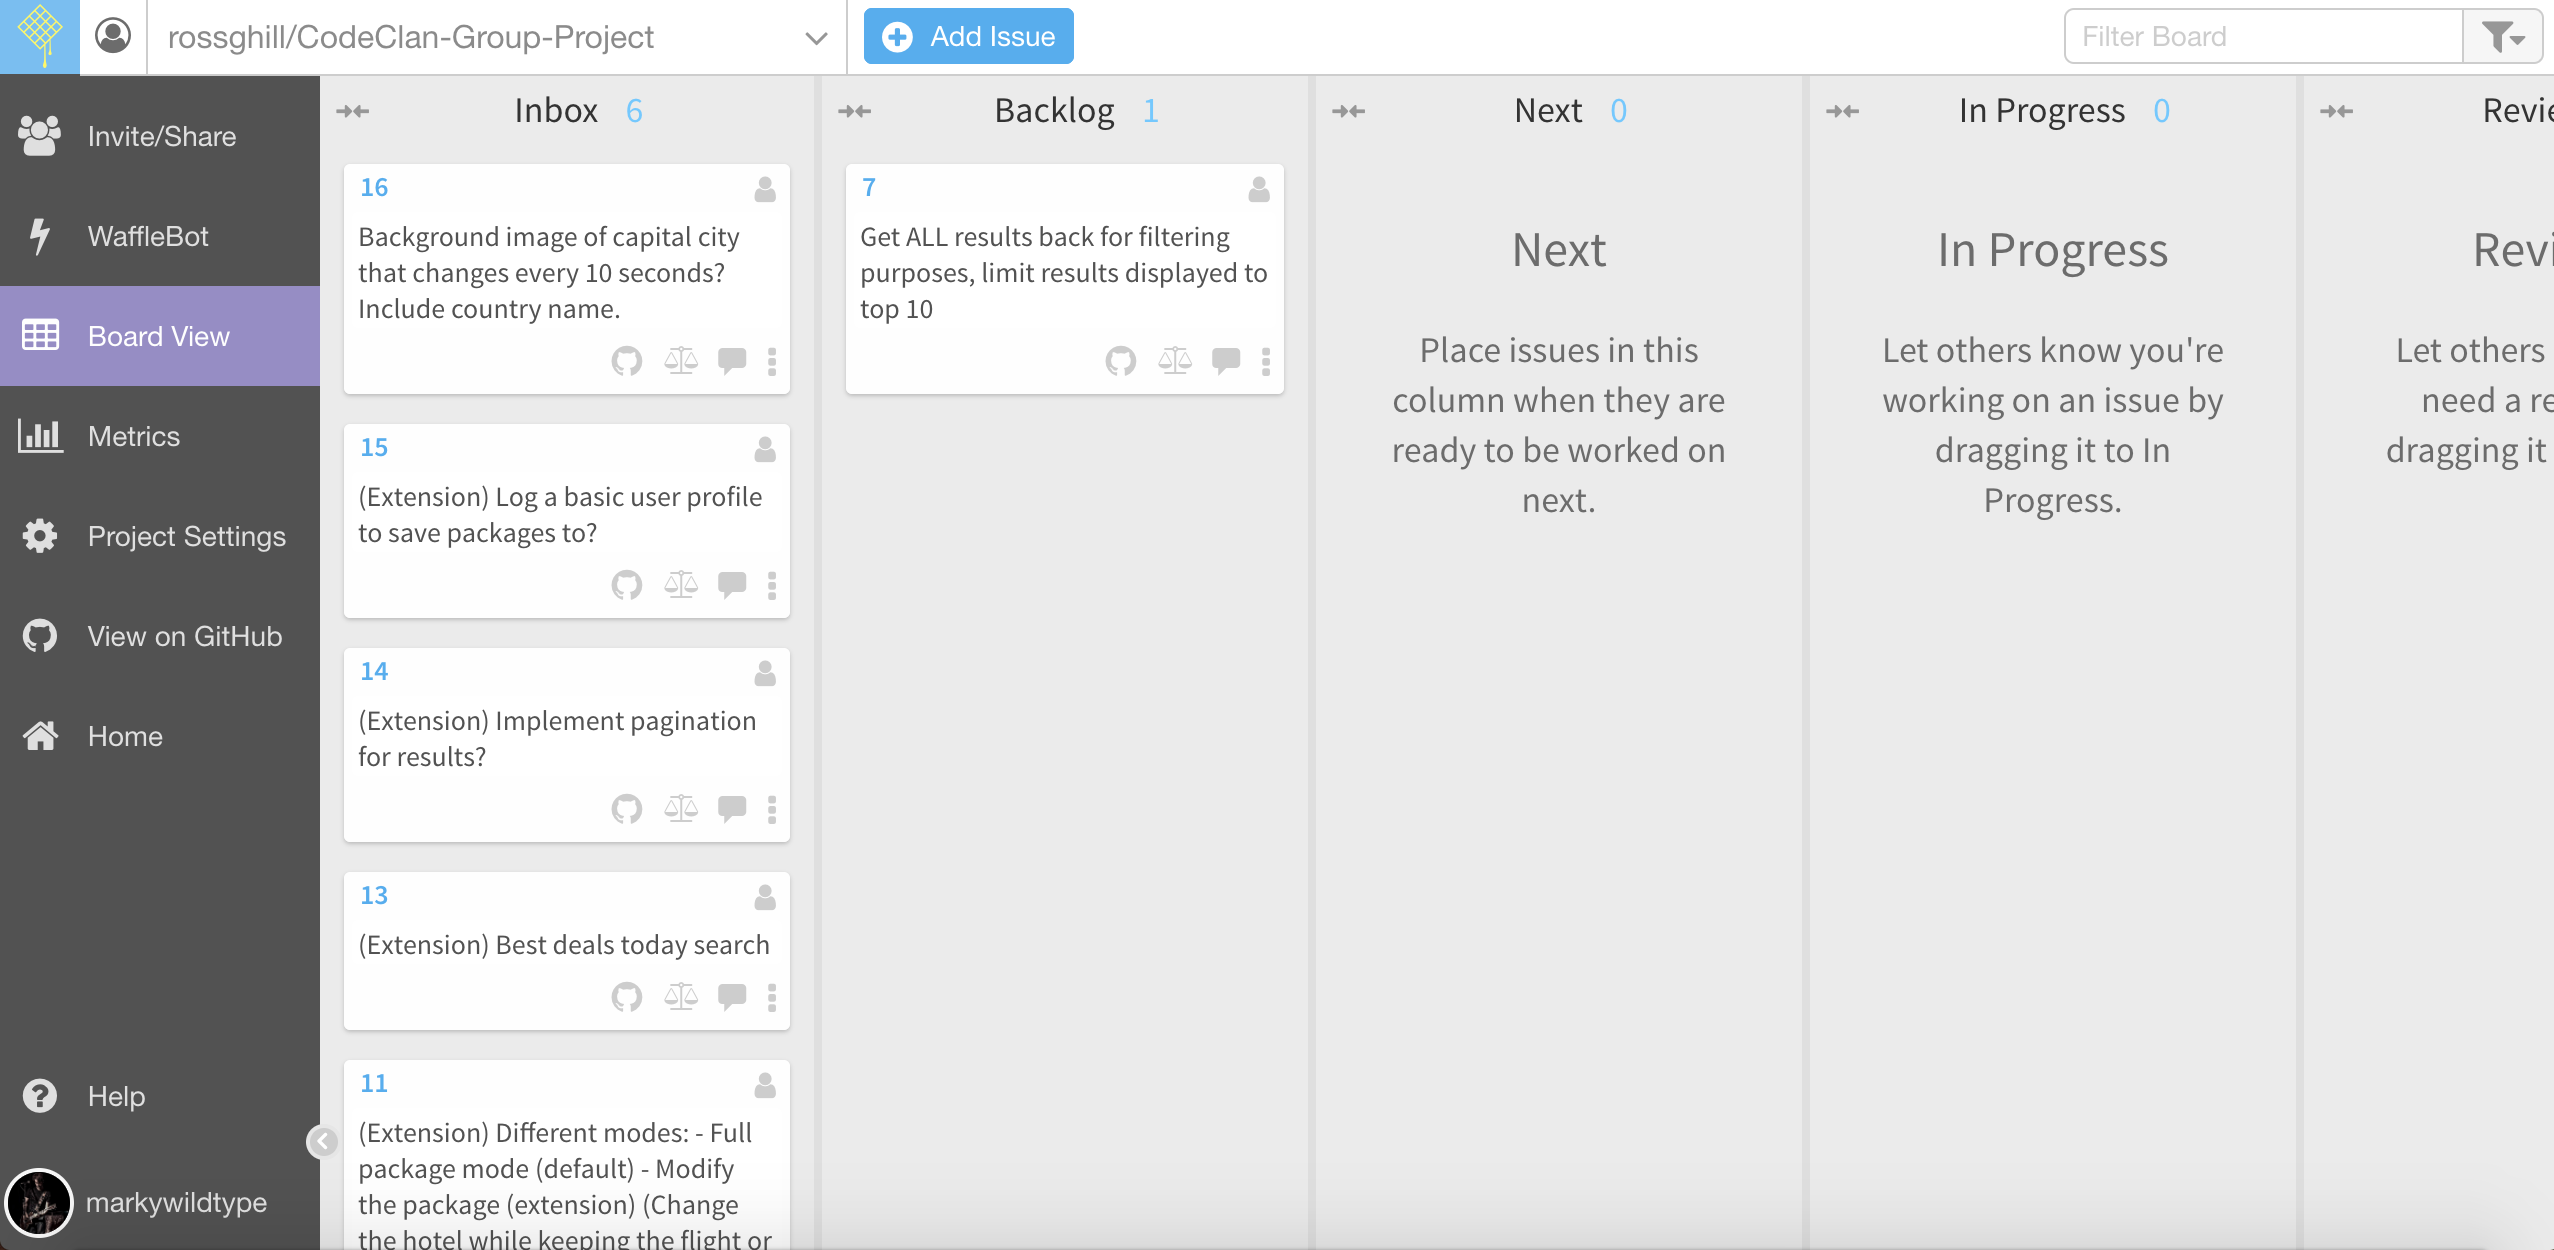 rossghill/CodeClan-Group-Project
Add Issue
Filter Board
Invite/Share
WaffleBot
Board View
Metrics
Project Settings
View on GitHub
Home
Help
markywildtype
Inbox 6
16
Background image of capital city
that changes every 10 seconds?
Include country name.
15
(Extension) Log a basic user profile
to save packages to?
14
(Extension) Implement pagination
for results?
13
(Extension) Best deals today search
11
(Extension) Different modes: - Full
package mode (default) - Modify
the package (extension) (Change
the hotel while keeping the flight or
Backlog 1
7
Get ALL results back for filtering
purposes, limit results displayed to
top 10
Next 0
Next
Place issues in this
column when they are
ready to be worked on
next.
In Progress 0
In Progress
Let others know you're
working on an issue by
dragging it to In
Progress.
Revie
Revi
Let others
need a re
dragging it